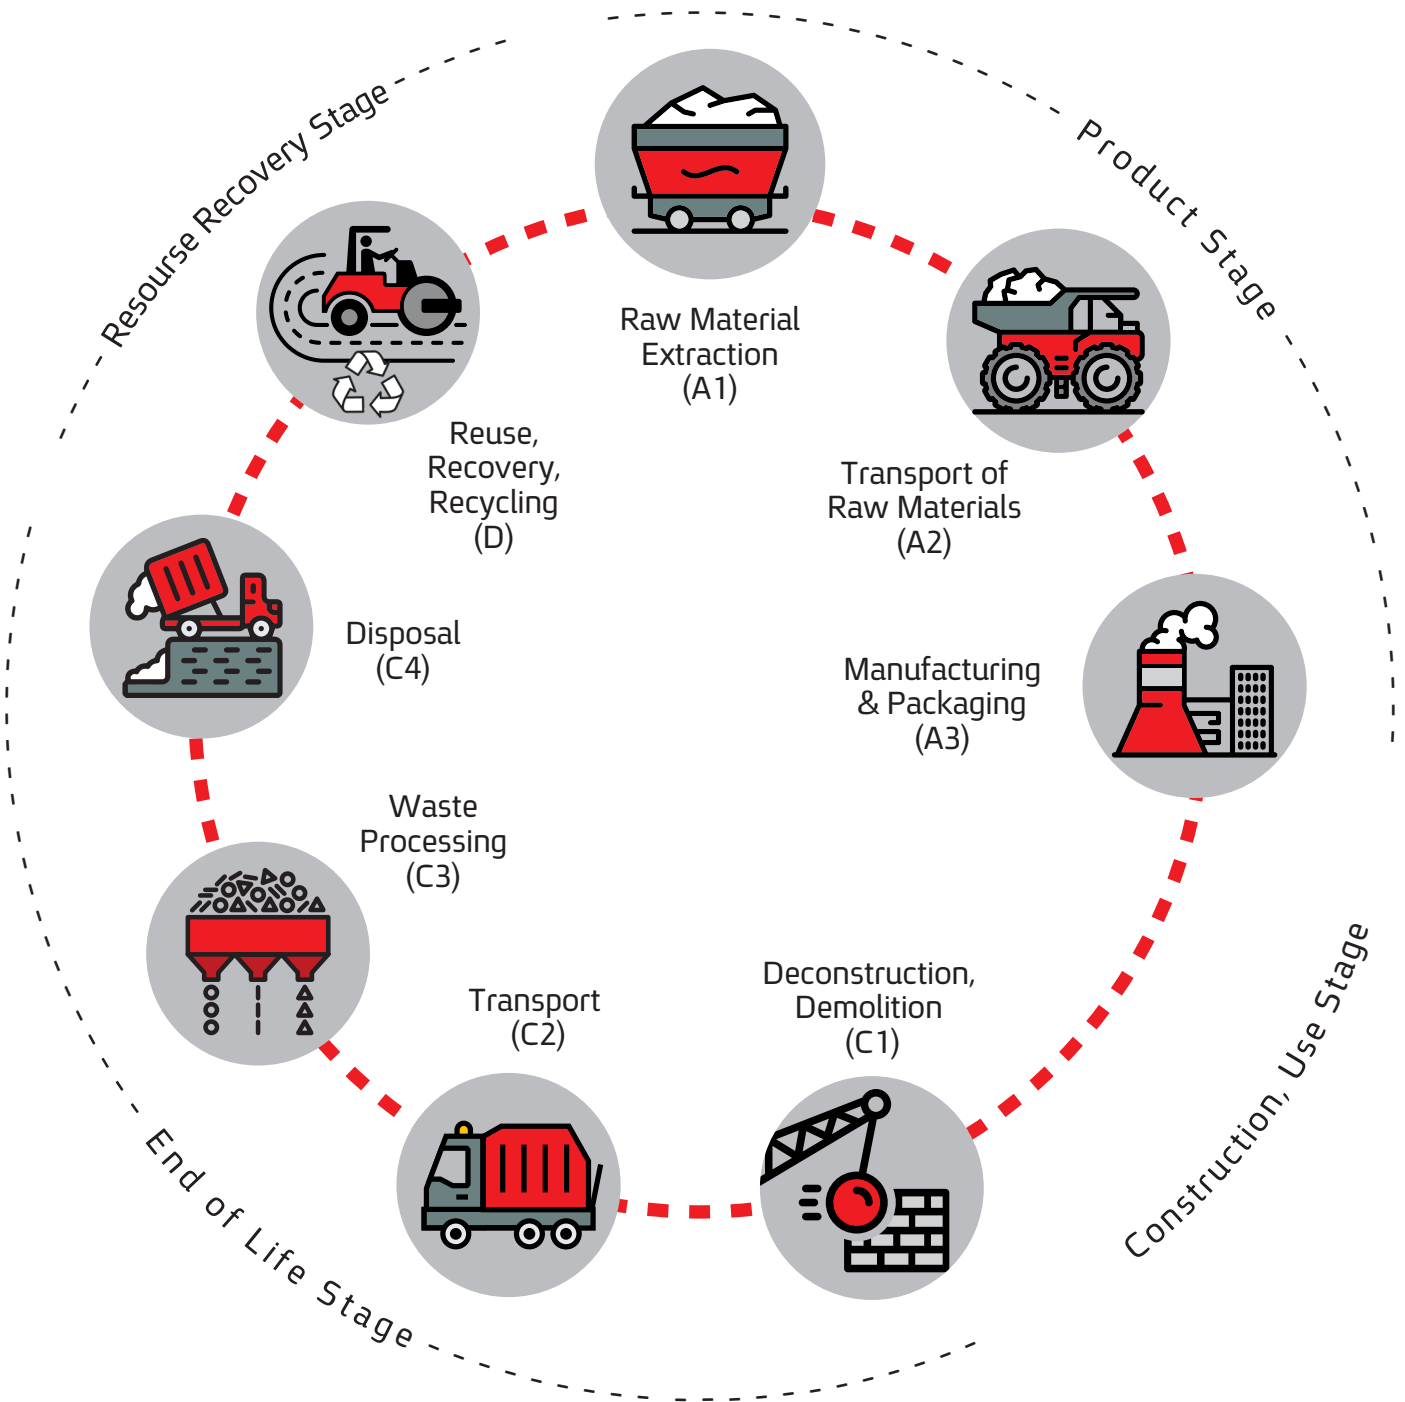 Resourse Recovery Stage
Product Stage
Raw Material
Extraction
(A1)
Transport of
Raw Materials
(A2)
Manufacturing
& Packaging
(A3)
Construction, Use Stage
Deconstruction,
Demolition
(C1)
Transport
(C2)
Waste
Processing
(C3)
Disposal
(C4)
Reuse,
Recovery,
Recycling
(D)
End of Life Stage